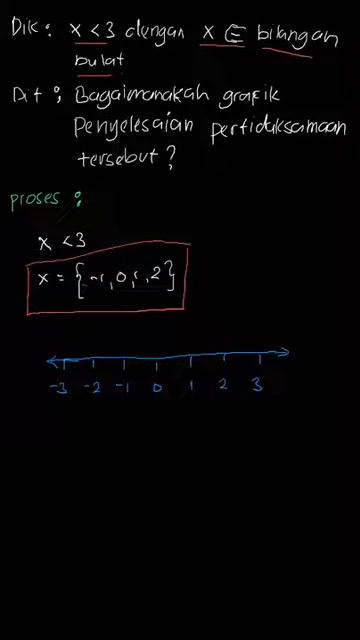 Dik : x < 3 dengan x ∈ bilangan
bulat
Dit : Bagaimanakah grafik
Penyelesaian pertidaksamaan
tersebut ?
proses :
x < 3
x = { -1, 0, 1, 2 }
-3 -2 -1 0 1 2 3